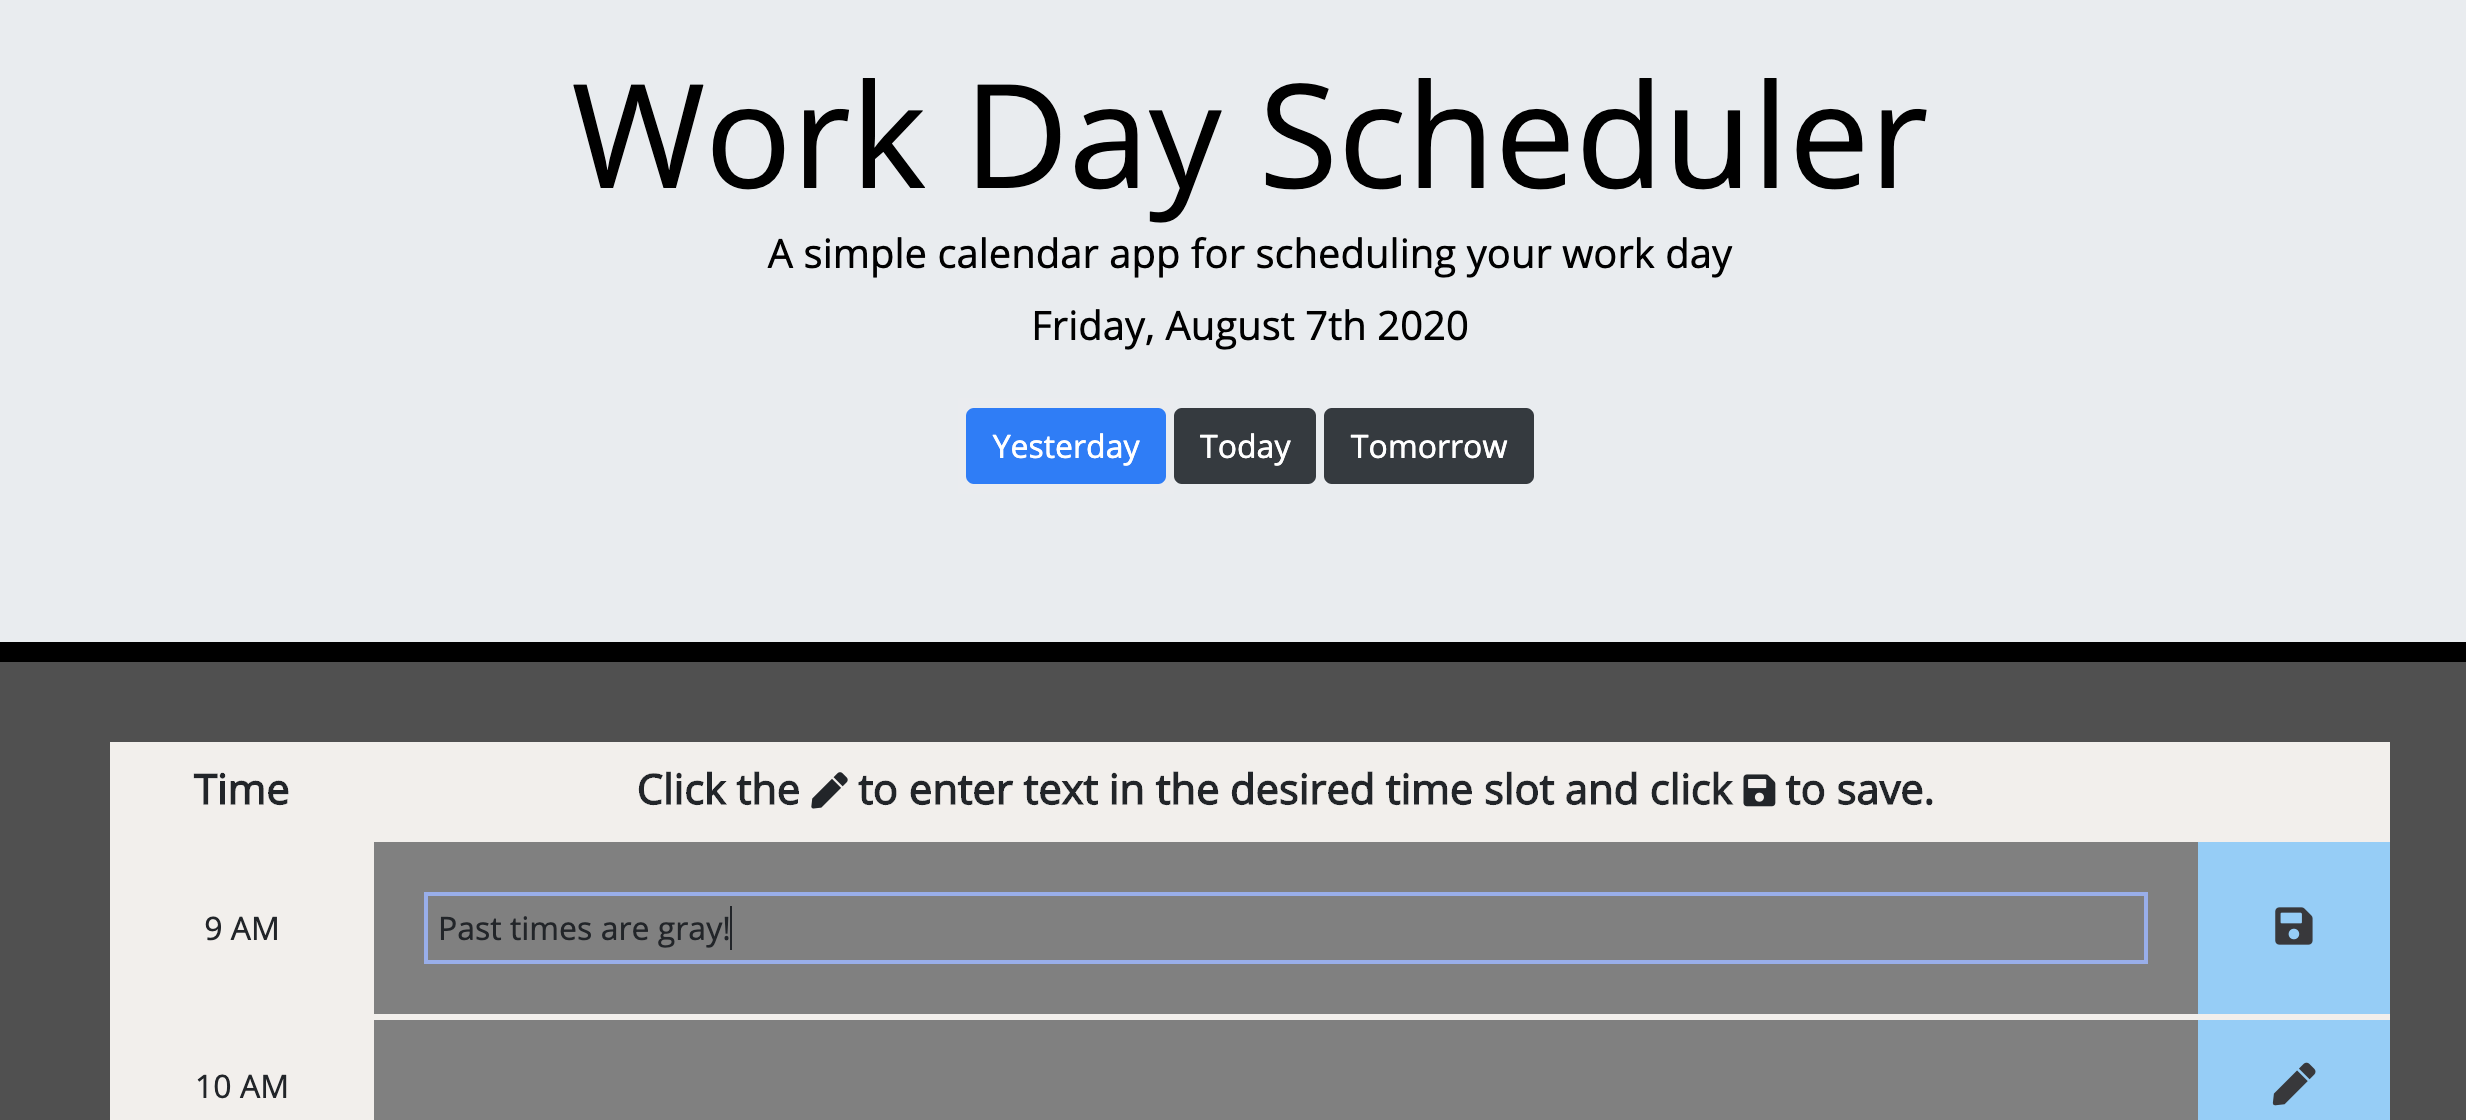 Work Day Scheduler
A simple calendar app for scheduling your work day
Friday, August 7th 2020
Yesterday Today Tomorrow
Time Click the to enter text in the desired time slot and click to save.
9 AM Past times are gray!
10 AM